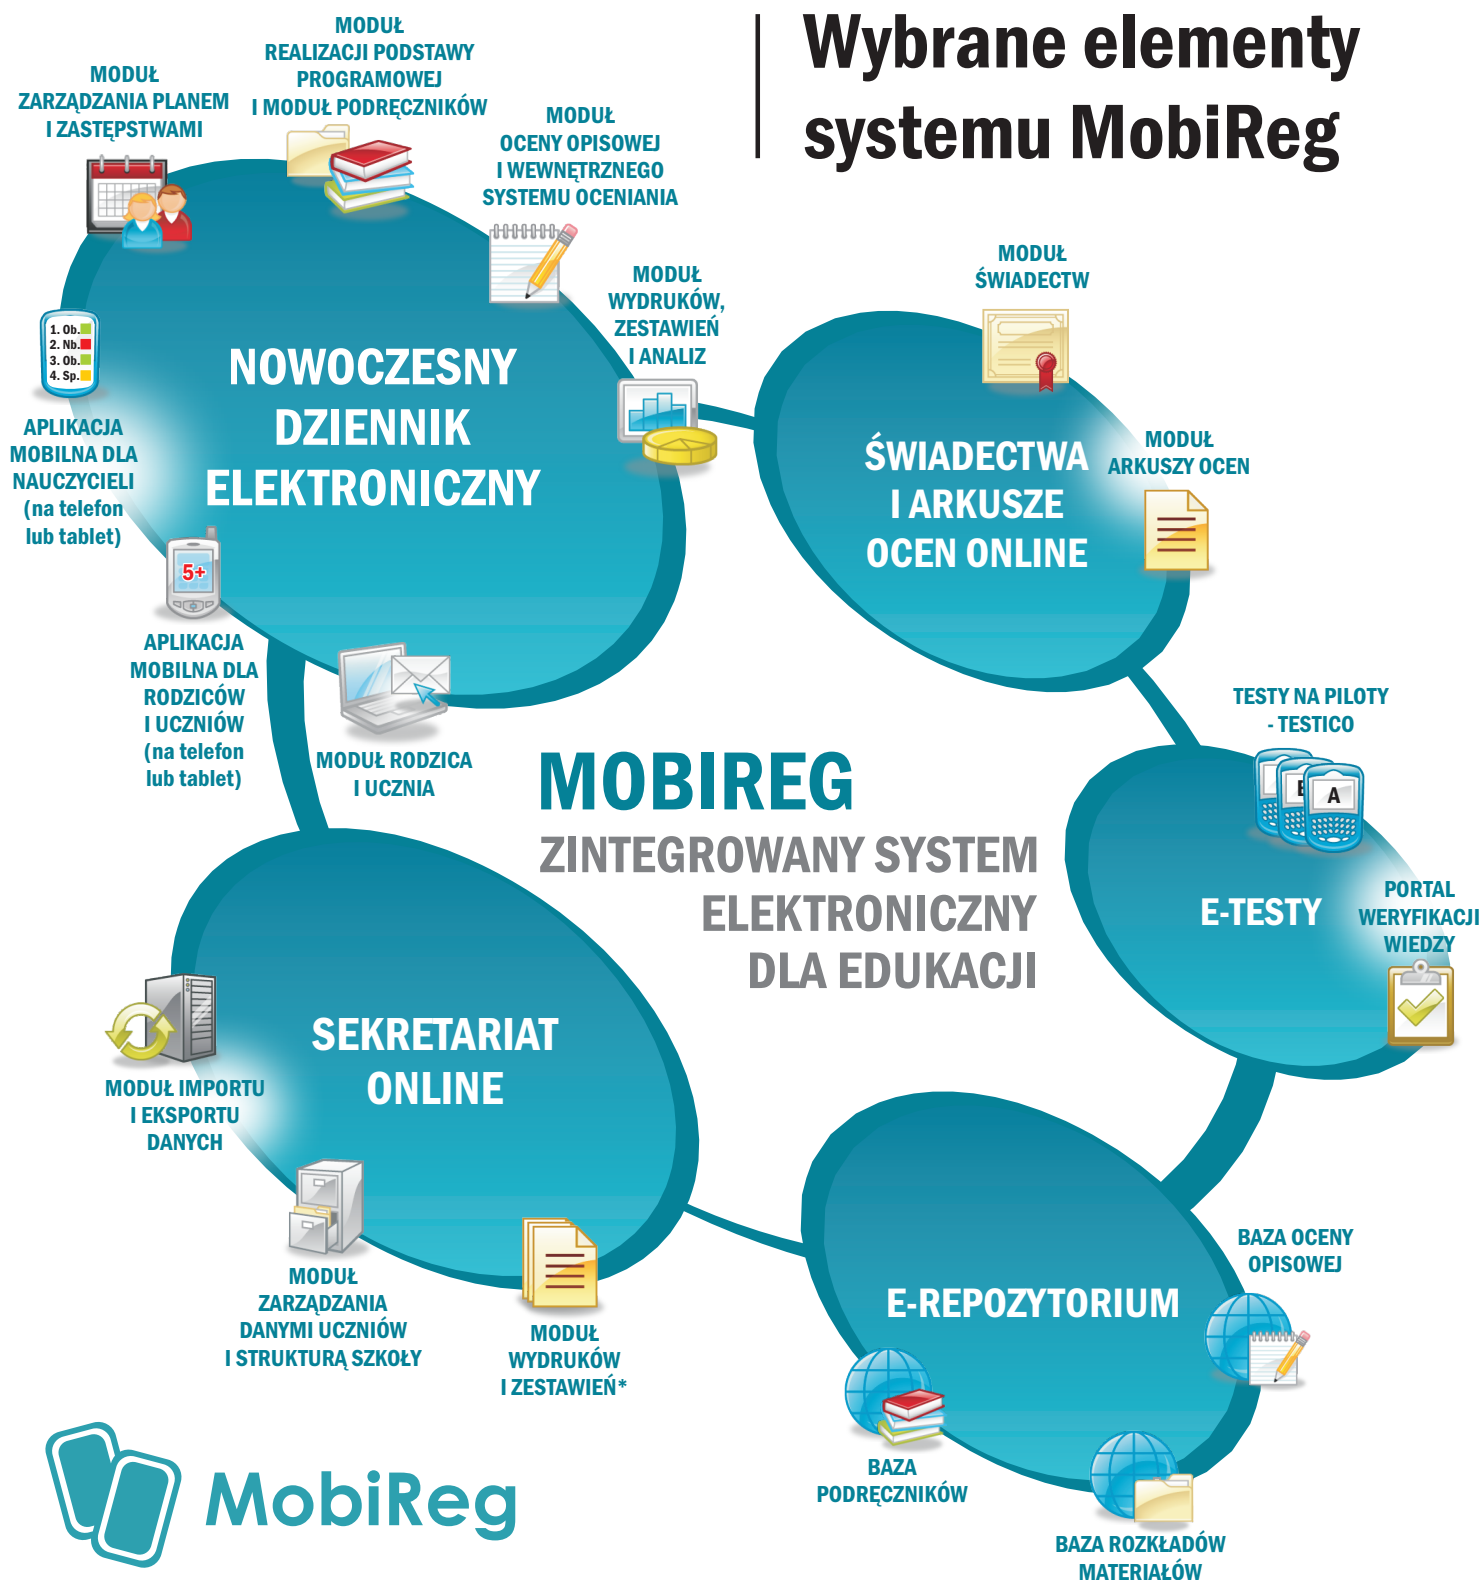 Wybrane elementy
systemu MobiReg
MODUŁ
REALIZACJI PODSTAWY
PROGRAMOWEJ
I MODUŁ PODRĘCZNIKÓW
MODUŁ
ZARZĄDZANIA PLANEM
I ZASTĘPSTWAMI
MODUŁ
OCENY OPISOWEJ
I WEWNĘTRZNEGO
SYSTEMU OCENIANIA
MODUŁ
WYDRUKÓW,
ZESTAWIEŃ
I ANALIZ
1. Ob.
2. Nb.
3. Ob.
4. Sp.
NOWOCZESNY
DZIENNIK
ELEKTRONICZNY
APLIKACJA
MOBILNA DLA
NAUCZYCIELI
(na telefon
lub tablet)
5+
APLIKACJA
MOBILNA DLA
RODZICÓW
I UCZNIÓW
(na telefon
lub tablet)
MODUŁ RODZICA
I UCZNIA
MODUŁ
ŚWIADECTW
ŚWIADECTWA
I ARKUSZE
OCEN ONLINE
MODUŁ
ARKUSZY OCEN
TESTY NA PILOTY
- TESTICO
A
E-TESTY
PORTAL
WERYFIKACJI
WIEDZY
MOBIREG
ZINTEGROWANY SYSTEM
ELEKTRONICZNY
DLA EDUKACJI
SEKRETARIAT
ONLINE
MODUŁ IMPORTU
I EKSPORTU
DANYCH
MODUŁ
ZARZĄDZANIA
DANYMI UCZNIÓW
I STRUKTURĄ SZKOŁY
MODUŁ
WYDRUKÓW
I ZESTAWIEŃ*
E-REPOZYTORIUM
BAZA OCENY
OPISOWEJ
BAZA
PODRĘCZNIKÓW
BAZA ROZKŁADÓW
MATERIAŁÓW
MobiReg